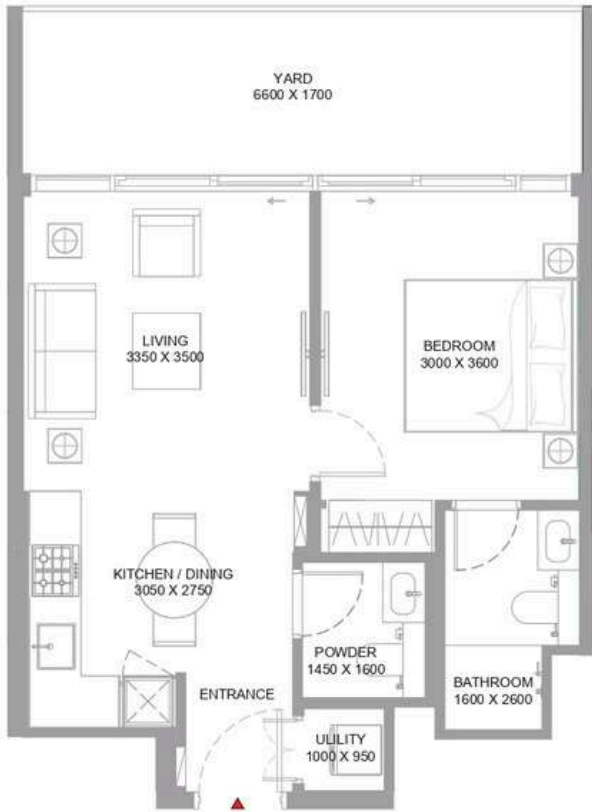 YARD
6600 X 1700
LIVING
3350 X 3500
BEDROOM
3000 X 3600
KITCHEN / DINING
3050 X 2750
POWDER
1450 X 1600
BATHROOM
1600 X 2600
ENTRANCE
ULILITY
1000 X 950